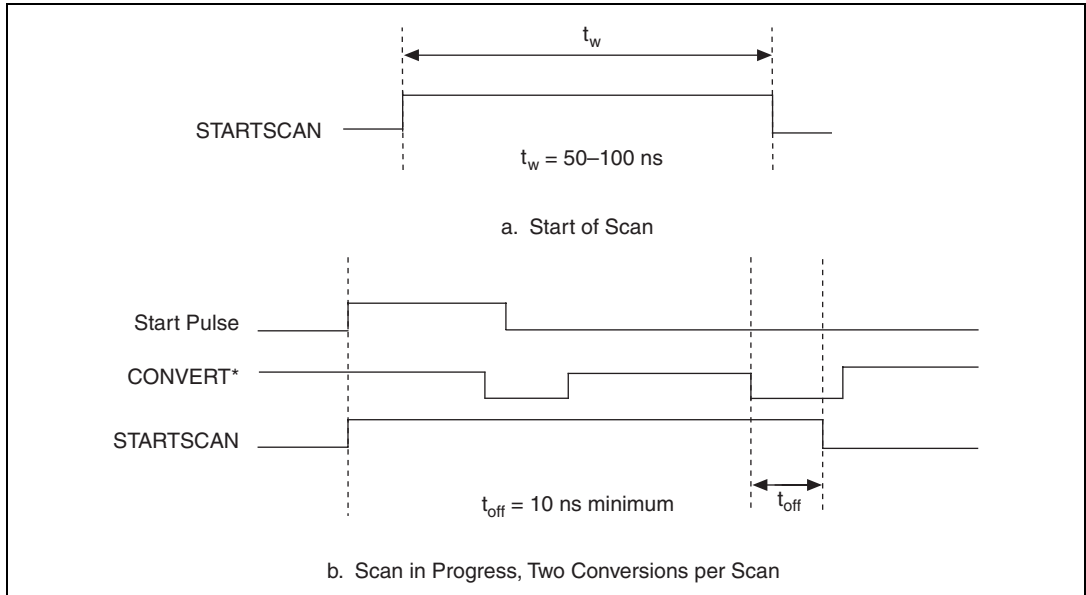 t_w
STARTSCAN
t_w = 50–100 ns
a. Start of Scan
Start Pulse
CONVERT*
STARTSCAN
t_off = 10 ns minimum
t_off
b. Scan in Progress, Two Conversions per Scan